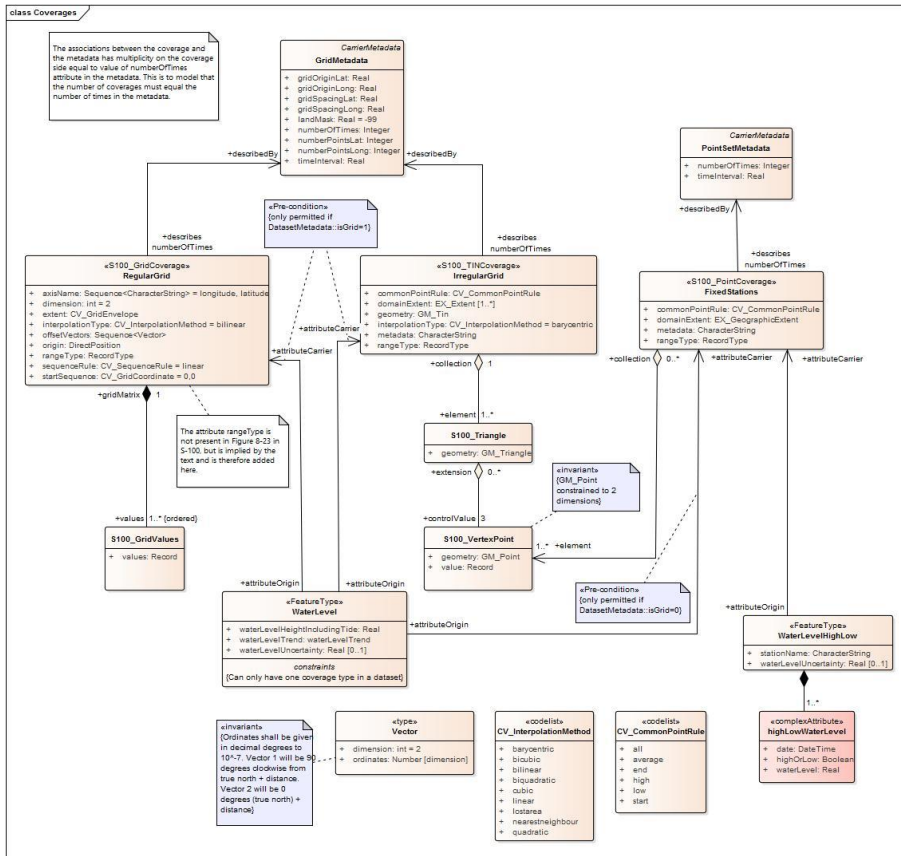 class Coverages
The associations between the coverage and
the metadata has multiplicity on the coverage
side equal to value of numberOfTimes
attribute in the metadata. This is to model that
the number of coverages must equal the
number of times in the metadata.
CarrierMetadata
GridMetadata
+ gridOriginLat: Real
+ gridOriginLong: Real
+ gridSpacingLat: Real
+ gridSpacingLong: Real
+ landMask: Real = -99
+ numberOfTimes: Integer
+ numberPointsLat: Integer
+ numberPointsLong: Integer
+ timeInterval: Real
CarrierMetadata
PointSetMetadata
+ numberOfTimes: Integer
+ timeInterval: Real
+describedBy
+describedBy
+describedBy
«Pre-condition»
{only permitted if
DatasetMetadata::isGrid=1}
+describes
numberOfTimes
+describes
numberOfTimes
+describes
numberOfTimes
«S100_GridCoverage»
RegularGrid
+ axisName: Sequence<CharacterString> = longitude, latitude
+ dimension: int = 2
+ extent: CV_GridEnvelope
+ interpolationType: CV_InterpolationMethod = bilinear
+ offsetVectors: Sequence<Vector>
+ origin: DirectPosition
+ rangeType: RecordType
+ sequenceRule: CV_SequenceRule = linear
+ startSequence: CV_GridCoordinate = 0,0
+attributeCarrier
+attributeCarrier
«S100_TINCoverage»
IrregularGrid
+ commonPointRule: CV_CommonPointRule
+ domainExtent: EX_Extent [1..*]
+ geometry: GM_Tin
+ interpolationType: CV_InterpolationMethod = barycentric
+ metadata: CharacterString
+ rangeType: RecordType
«S100_PointCoverage»
FixedStations
+ commonPointRule: CV_CommonPointRule
+ domainExtent: EX_GeographicExtent
+ metadata: CharacterString
+ rangeType: RecordType
+collection 0..*
+attributeCarrier
+attributeCarrier
+gridMatrix 1
+collection 1
The attribute rangeType is
not present in Figure 8-23 in
S-100, but is implied by the
text and is therefore added
here.
+element 1..*
S100_Triangle
+ geometry: GM_Triangle
+extension 0..*
«invariant»
{GM_Point
constrained to 2
dimensions}
+values 1..* {ordered}
S100_GridValues
+ values: Record
+controlValue 3
S100_VertexPoint
+ geometry: GM_Point
+ value: Record
1..* +element
+attributeOrigin
+attributeOrigin
«FeatureType»
WaterLevel
+ waterLevelHeightIncludingTide: Real
+ waterLevelTrend: waterLevelTrend
+ waterLevelUncertainty: Real [0..1]
constraints
{Can only have one coverage type in a dataset}
+attributeOrigin
«Pre-condition»
{only permitted if
DatasetMetadata::isGrid=0}
+attributeOrigin
«FeatureType»
WaterLevelHighLow
+ stationName: CharacterString
+ waterLevelUncertainty: Real [0..1]
1..*
«complexAttribute»
highLowWaterLevel
+ date: DateTime
+ highOrLow: Boolean
+ waterLevel: Real
«invariant»
{Ordinates shall be given
in decimal degrees to
10^-7. Vector 1 will be 90
degrees clockwise from
true north + distance.
Vector 2 will be 0
degrees (true north) +
distance}
«type»
Vector
+ dimension: int = 2
+ ordinates: Number [dimension]
«codelist»
CV_InterpolationMethod
+ barycentric
+ bicubic
+ bilinear
+ biquadratic
+ cubic
+ linear
+ lostarea
+ nearestneighbour
+ quadratic
«codelist»
CV_CommonPointRule
+ all
+ average
+ end
+ high
+ low
+ start